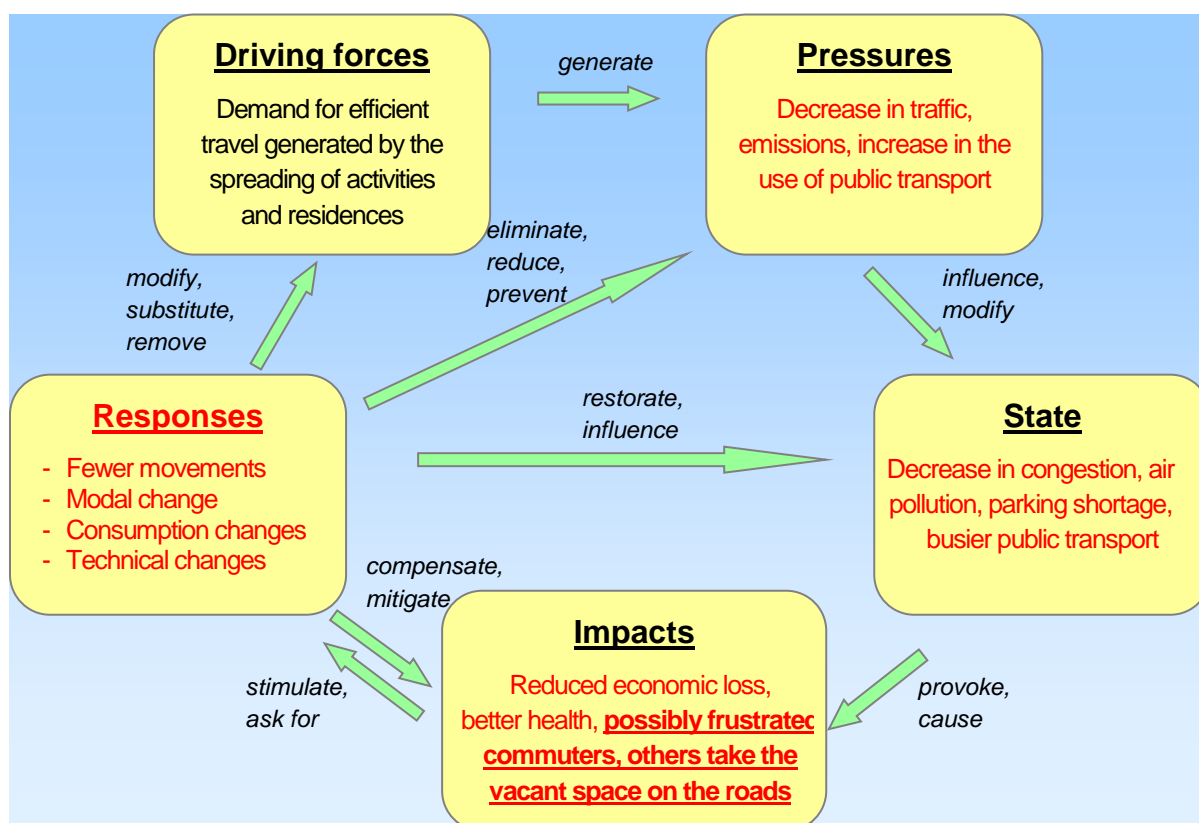 Driving forces
Demand for efficient
travel generated by the
spreading of activities
and residences
generate
Pressures
Decrease in traffic,
emissions, increase in the
use of public transport
modify,
substitute,
remove
eliminate,
reduce,
prevent
influence,
modify
Responses
- Fewer movements
- Modal change
- Consumption changes
- Technical changes
restorate,
influence
State
Decrease in congestion, air
pollution, parking shortage,
busier public transport
compensate,
mitigate
stimulate,
ask for
Impacts
Reduced economic loss,
better health, possibly frustrated
commuters, others take the
vacant space on the roads
provoke,
cause